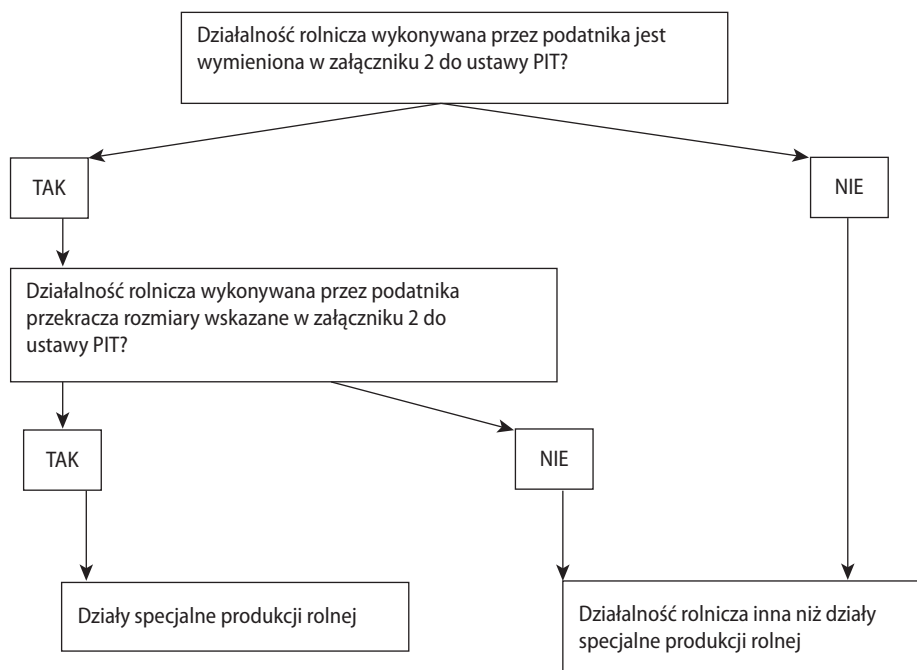 Działalność rolnicza wykonywana przez podatnika jest
wymieniona w załączniku 2 do ustawy PIT?
TAK
NIE
Działalność rolnicza wykonywana przez podatnika
przekracza rozmiary wskazane w załączniku 2 do
ustawy PIT?
TAK
NIE
Działy specjalne produkcji rolnej
Działalność rolnicza inna niż działy
specjalne produkcji rolnej